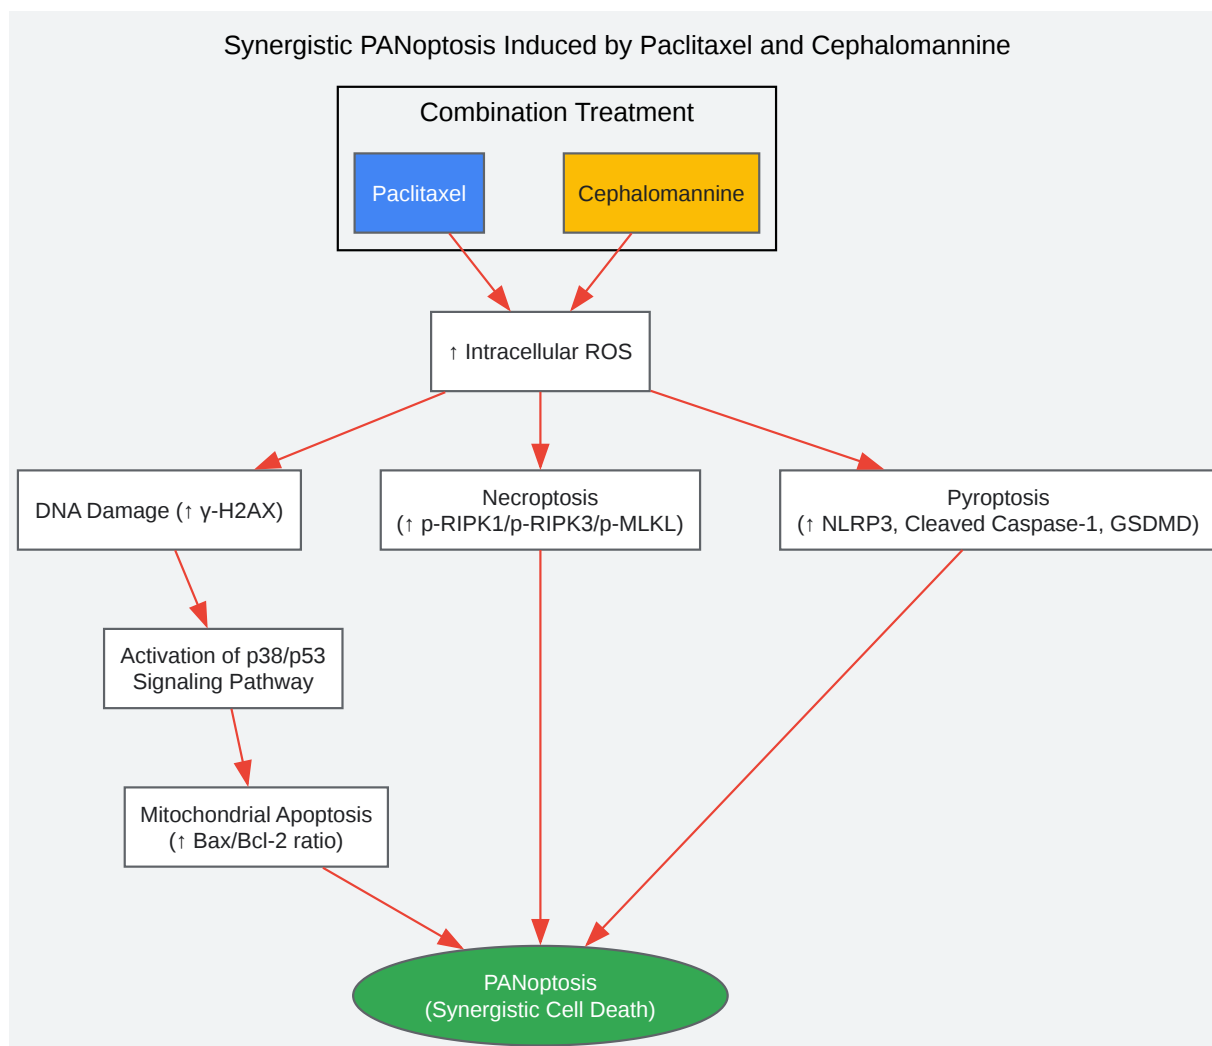 Synergistic PANoptosis Induced by Paclitaxel and Cephalomannine
Combination Treatment
Paclitaxel
Cephalomannine
↑ Intracellular ROS
DNA Damage (↑ γ-H2AX)
Necroptosis
(↑ p-RIPK1/p-RIPK3/p-MLKL)
Pyroptosis
(↑ NLRP3, Cleaved Caspase-1, GSDMD)
Activation of p38/p53
Signaling Pathway
Mitochondrial Apoptosis
(↑ Bax/Bcl-2 ratio)
PANoptosis
(Synergistic Cell Death)